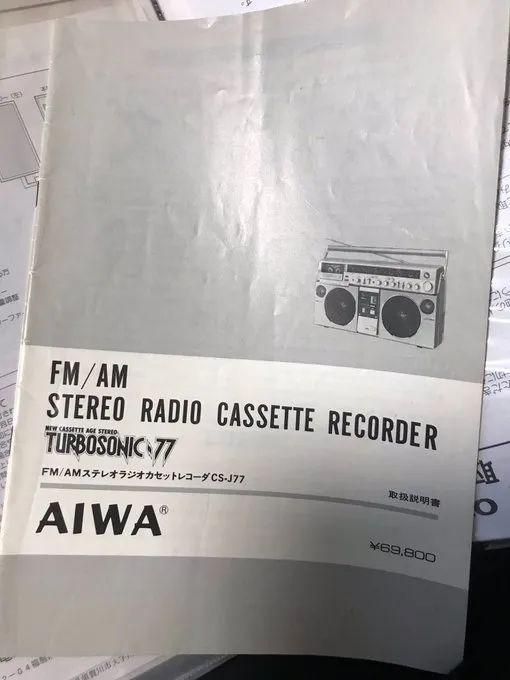 FM/AM
STEREO RADIO CASSETTE RECORDER
NEW CASSETTE AGE STEREO
TURBOSONIC·77
FM/AMステレオラジオカセットレコーダCS-J77
取扱説明書
AIWA®
¥69,800